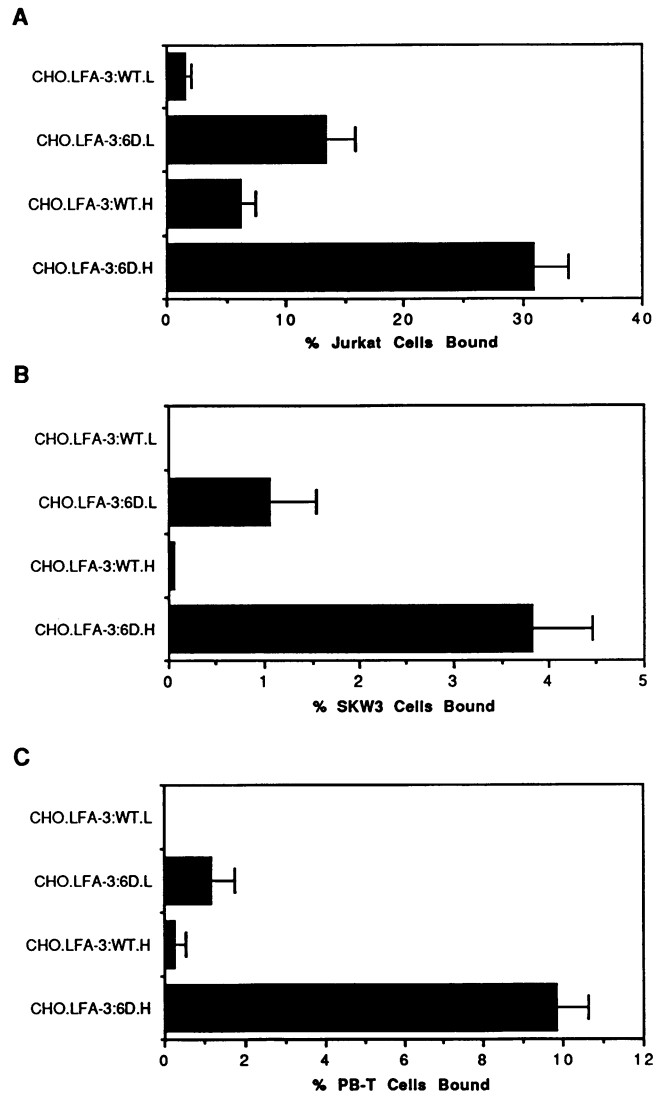 A
CHO.LFA-3:WT.L
CHO.LFA-3:6D.L
CHO.LFA-3:WT.H
CHO.LFA-3:6D.H
0 10 20 30 40
% Jurkat Cells Bound
B
CHO.LFA-3:WT.L
CHO.LFA-3:6D.L
CHO.LFA-3:WT.H
CHO.LFA-3:6D.H
0 1 2 3 4 5
% SKW3 Cells Bound
C
CHO.LFA-3:WT.L
CHO.LFA-3:6D.L
CHO.LFA-3:WT.H
CHO.LFA-3:6D.H
0 2 4 6 8 10 12
% PB-T Cells Bound